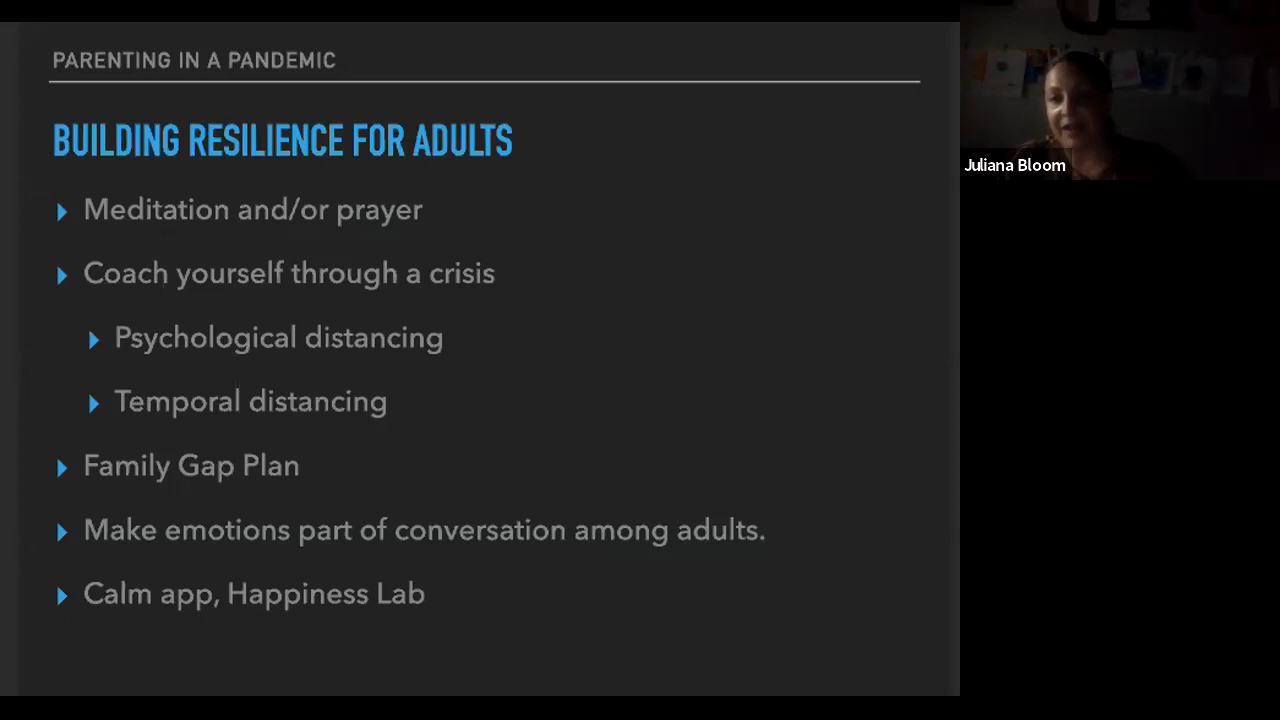 PARENTING IN A PANDEMIC
BUILDING RESILIENCE FOR ADULTS
Meditation and/or prayer
Coach yourself through a crisis
Psychological distancing
Temporal distancing
Family Gap Plan
Make emotions part of conversation among adults.
Calm app, Happiness Lab
Juliana Bloom